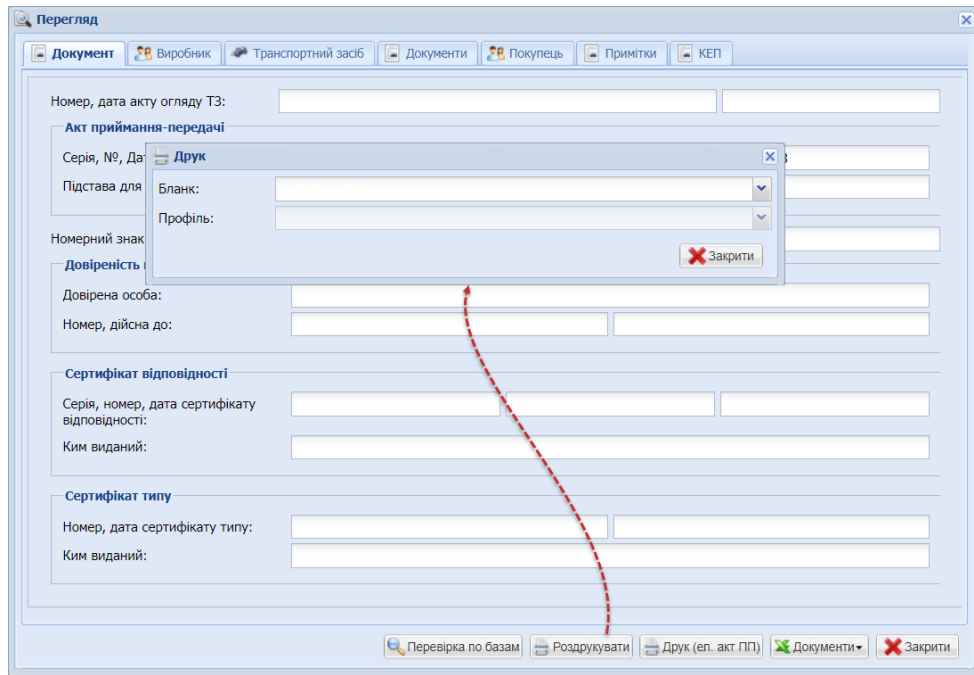 Перегляд
Документ Виробник Транспортний засіб Документи Покупець Примітки КЕП
Номер, дата акту огляду ТЗ:
Акт приймання-передачі
Серія, №, Да
Друк
Підстава для
Бланк:
Профіль:
Номерний знак
Закрити
Довіреність
Довірена особа:
Номер, дійсна до:
Сертифікат відповідності
Серія, номер, дата сертифікату
відповідності:
Ким виданий:
Сертифікат типу
Номер, дата сертифікату типу:
Ким виданий:
Перевірка по базам Роздрукувати Друк (ел. акт ПП) Документи Закрити